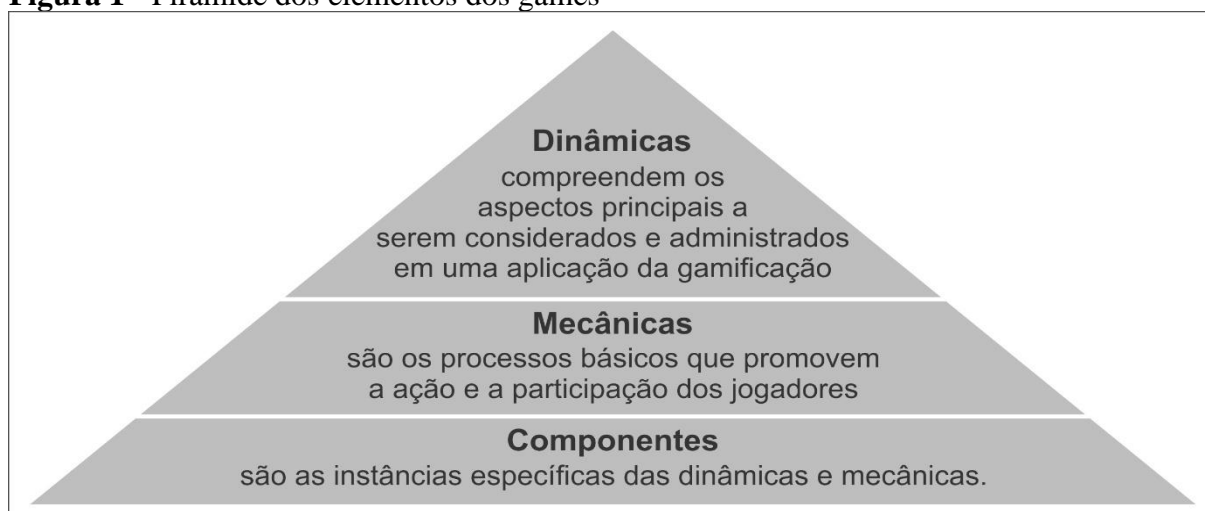 Figura 1 - Pirâmide dos elementos dos games
Dinâmicas
compreendem os
aspectos principais a
serem considerados e administrados
em uma aplicação da gamificação
Mecânicas
são os processos básicos que promovem
a ação e a participação dos jogadores
Componentes
são as instâncias específicas das dinâmicas e mecânicas.